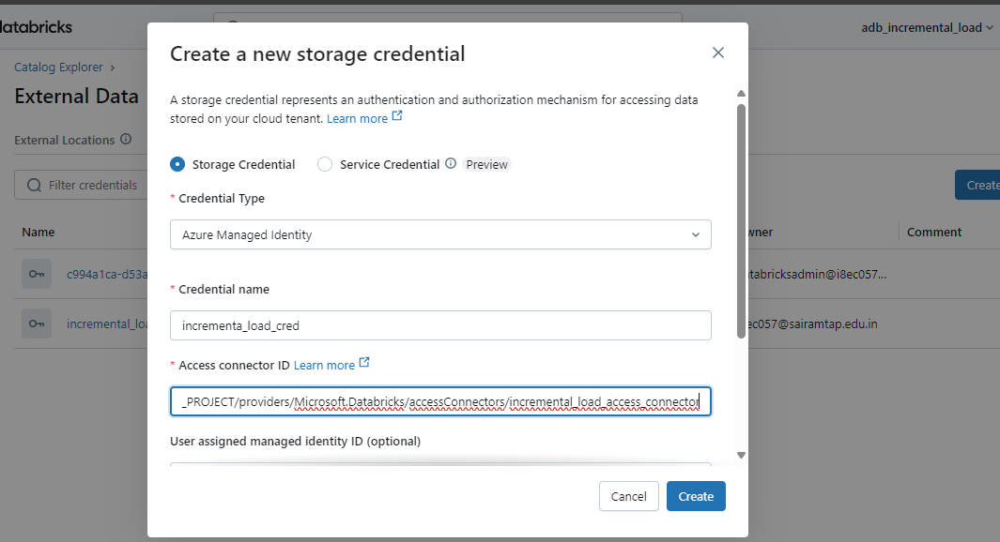 databricks
adb_incremental_load
Catalog Explorer
External Data
External Locations
Filter credentials
Create
Name
Comment
c994a1ca-d53a
tabricksadmin@i8ec057...
incremental_loa
ec057@sairamtap.edu.in
Create a new storage credential
A storage credential represents an authentication and authorization mechanism for accessing data
stored on your cloud tenant. Learn more
Storage Credential Service Credential Preview
* Credential Type
Azure Managed Identity
* Credential name
incrementa_load_cred
* Access connector ID Learn more
_PROJECT/providers/Microsoft.Databricks/accessConnectors/incremental_load_access_connector
User assigned managed identity ID (optional)
Cancel Create